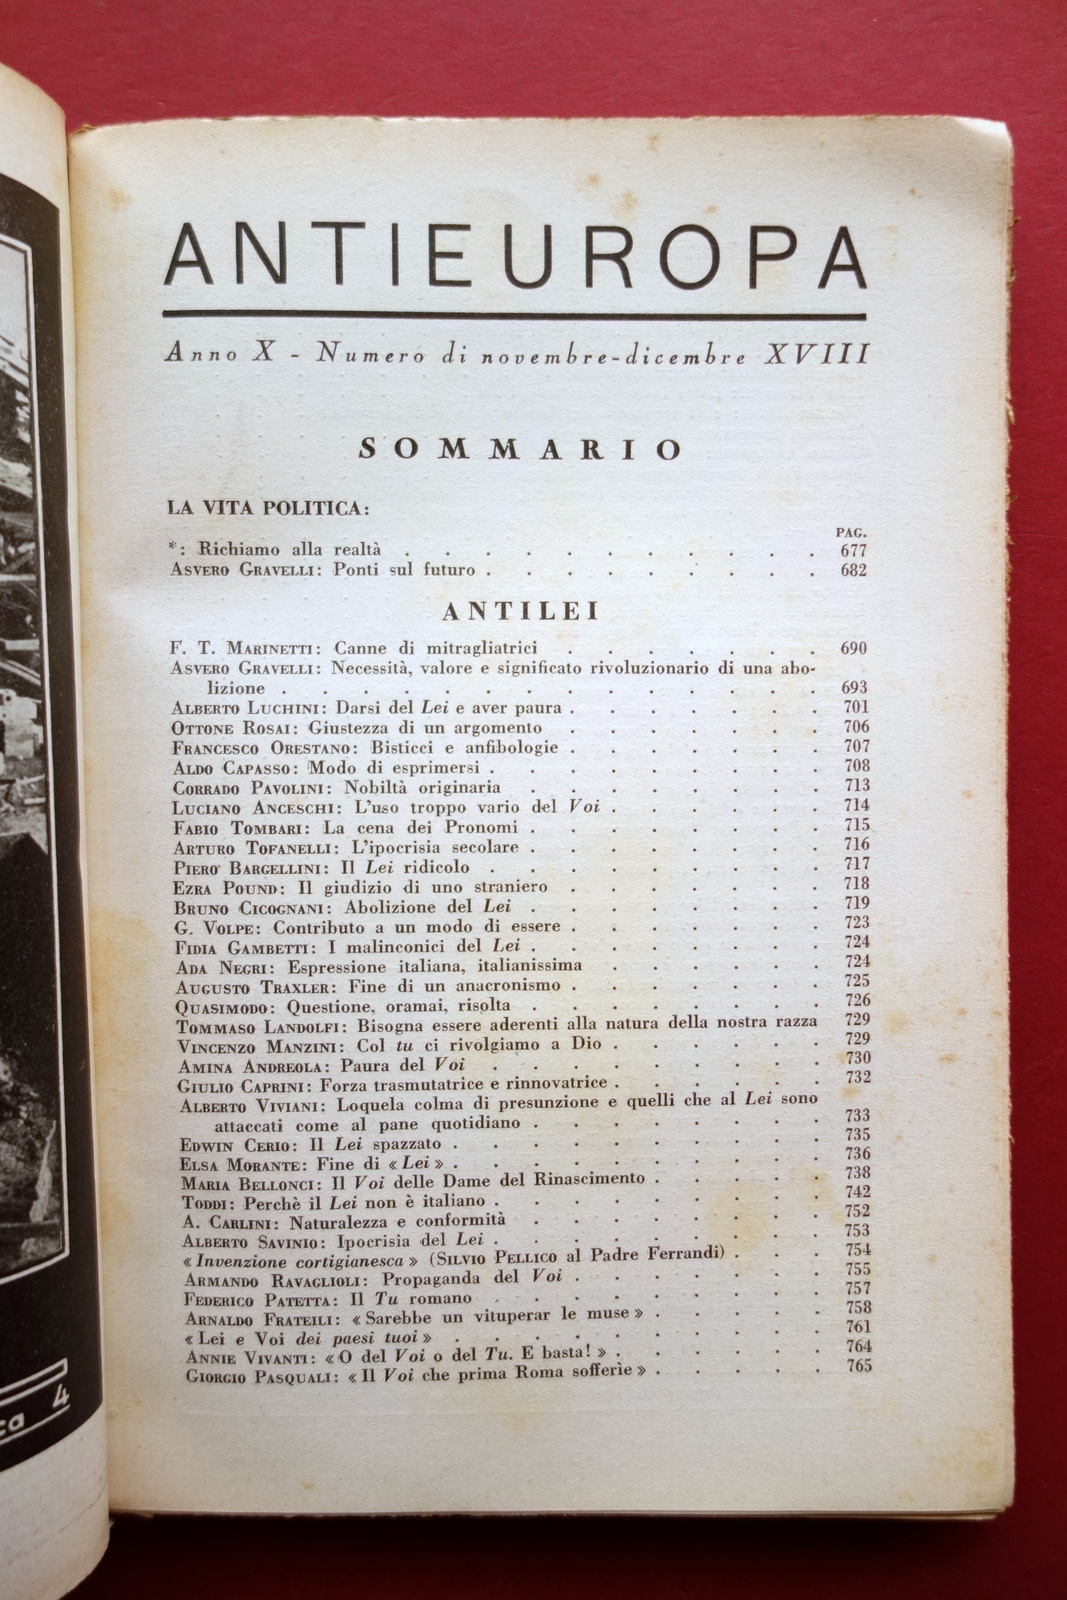 ANTIEUROPA
Anno X - Numero di novembre-dicembre XVIII
SOMMARIO
LA VITA POLITICA:
PAG.
*: Richiamo alla realtà . . . . . . . . . . . 677
ASVERO GRAVELLI: Ponti sul futuro . . . . . . . . . 682
ANTILEI
F. T. MARINETTI: Canne di mitragliatrici . . . . . . . 690
ASVERO GRAVELLI: Necessità, valore e significato rivoluzionario di una abo-
lizione . . . . . . . . . . . . . . 693
ALBERTO LUCHINI: Darsi del Lei e aver paura . . . . . . . 701
OTTONE ROSAI: Giustezza di un argomento . . . . . . . 706
FRANCESCO ORESTANO: Bisticci e anfibologie . . . . . . . 707
ALDO CAPASSO: Modo di esprimersi . . . . . . . . . 708
CORRADO PAVOLINI: Nobiltà originaria . . . . . . . . 713
LUCIANO ANCESCHI: L'uso troppo vario del Voi . . . . . . 714
FABIO TOMBARI: La cena dei Pronomi . . . . . . . . 715
ARTURO TOFANELLI: L'ipocrisia secolare . . . . . . . . 716
PIERO BARGELLINI: Il Lei ridicolo . . . . . . . . . 717
EZRA POUND: Il giudizio di uno straniero . . . . . . . 718
BRUNO CICOGNANI: Abolizione del Lei . . . . . . . . 719
G. VOLPE: Contributo a un modo di essere . . . . . . . 723
FIDIA GAMBETTI: I malinconici del Lei . . . . . . . . 724
ADA NEGRI: Espressione italiana, italianissima . . . . . . 724
AUGUSTO TRAXLER: Fine di un anacronismo . . . . . . . 725
QUASIMODO: Questione, oramai, risolta . . . . . . . . 726
TOMMASO LANDOLFI: Bisogna essere aderenti alla natura della nostra razza 729
VINCENZO MANZINI: Col tu ci rivolgiamo a Dio . . . . . . 729
AMINA ANDREOLA: Paura del Voi . . . . . . . . . 730
GIULIO CAPRINI: Forza trasmutatrice e rinnovatrice . . . . . . 732
ALBERTO VIVIANI: Loquela colma di presunzione e quelli che al Lei sono
attaccati come al pane quotidiano . . . . . . . . 733
EDWIN CERIO: Il Lei spazzato . . . . . . . . . . 735
ELSA MORANTE: Fine di « Lei » . . . . . . . . . . 736
MARIA BELLONCI: Il Voi delle Dame del Rinascimento . . . . . 738
TODDI: Perchè il Lei non è italiano . . . . . . . . . 742
A. CARLINI: Naturalezza e conformità . . . . . . . . 752
ALBERTO SAVINIO: Ipocrisia del Lei . . . . . . . . . 753
« Invenzione cortigianesca » (SILVIO PELLICO al Padre Ferrandi) . . . 754
ARMANDO RAVAGLIOLI: Propaganda del Voi . . . . . . . 755
FEDERICO PATETTA: Il Tu romano . . . . . . . . . 757
ARNALDO FRATEILI: « Sarebbe un vituperar le muse » . . . . . 758
« Lei e Voi dei paesi tuoi » . . . . . . . . . . 761
ANNIE VIVANTI: « O del Voi o del Tu. E basta! » . . . . . . 764
GIORGIO PASQUALI: « Il Voi che prima Roma sofferìe » . . . . . 765
ca 4